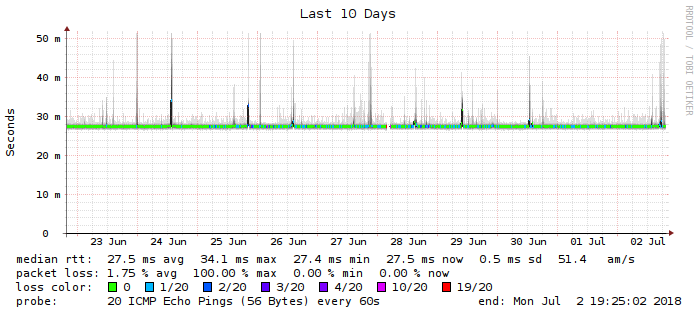 Last 10 Days
RRDTOOL / TOBI OETIKER
Seconds
50 m
40 m
30 m
20 m
10 m
0
23 Jun 24 Jun 25 Jun 26 Jun 27 Jun 28 Jun 29 Jun 30 Jun 01 Jul 02 Jul
median rtt: 27.5 ms avg 34.1 ms max 27.4 ms min 27.5 ms now 0.5 ms sd 51.4 am/s
packet loss: 1.75 % avg 100.00 % max 0.00 % min 0.00 % now
loss color: 0 1/20 2/20 3/20 4/20 10/20 19/20
probe: 20 ICMP Echo Pings (56 Bytes) every 60s end: Mon Jul 2 19:25:02 2018